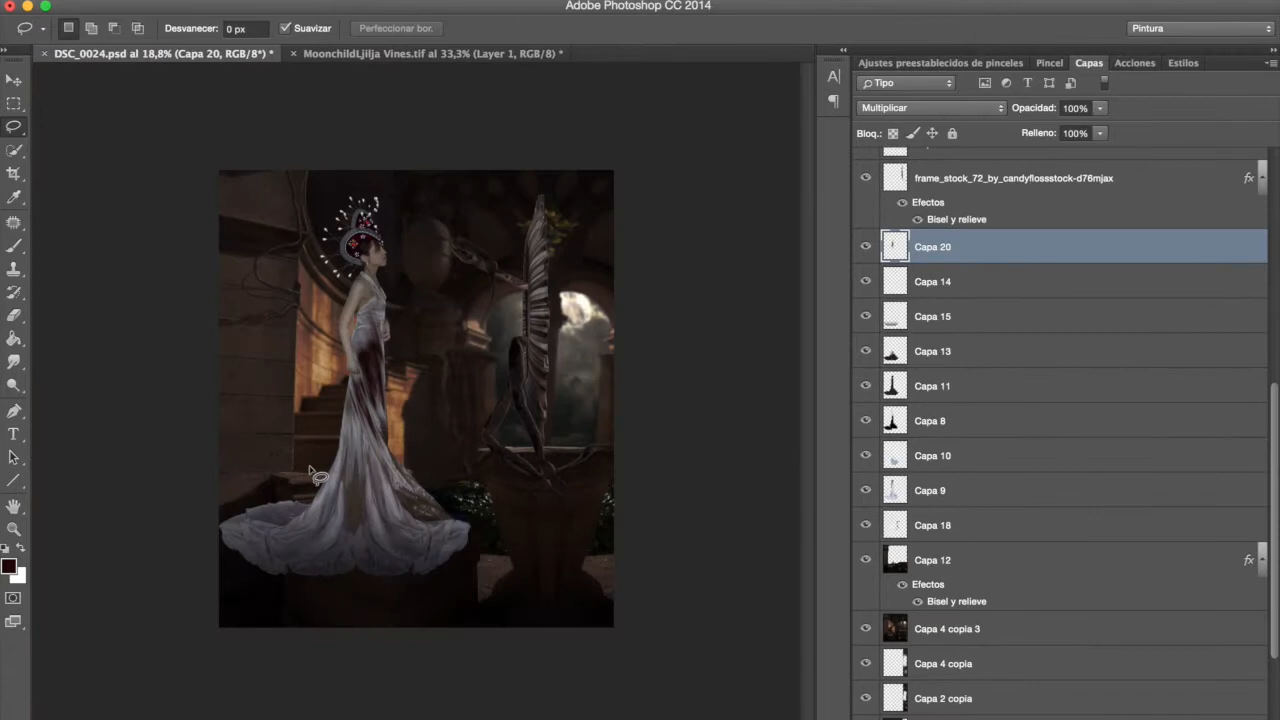 Adobe Photoshop CC 2014
Desvanecer: 0 px Suavizar Perfeccionar bor. Pintura
DSC_0024.psd al 18,8% (Capa 20, RGB/8*) * MoonchildLjilja Vines.tif al 33,3% (Layer 1, RGB/8) *
Ajustes preestablecidos de pinceles Pincel Capas Acciones Estilos
Tipo
Multiplicar Opacidad: 100%
Bloq.: Relleno: 100%
frame_stock_72_by_candyflossstock-d76mjax fx
Efectos
Bisel y relieve
Capa 20
Capa 14
Capa 15
Capa 13
Capa 11
Capa 8
Capa 10
Capa 9
Capa 18
Capa 12 fx
Efectos
Bisel y relieve
Capa 4 copia 3
Capa 4 copia
Capa 2 copia